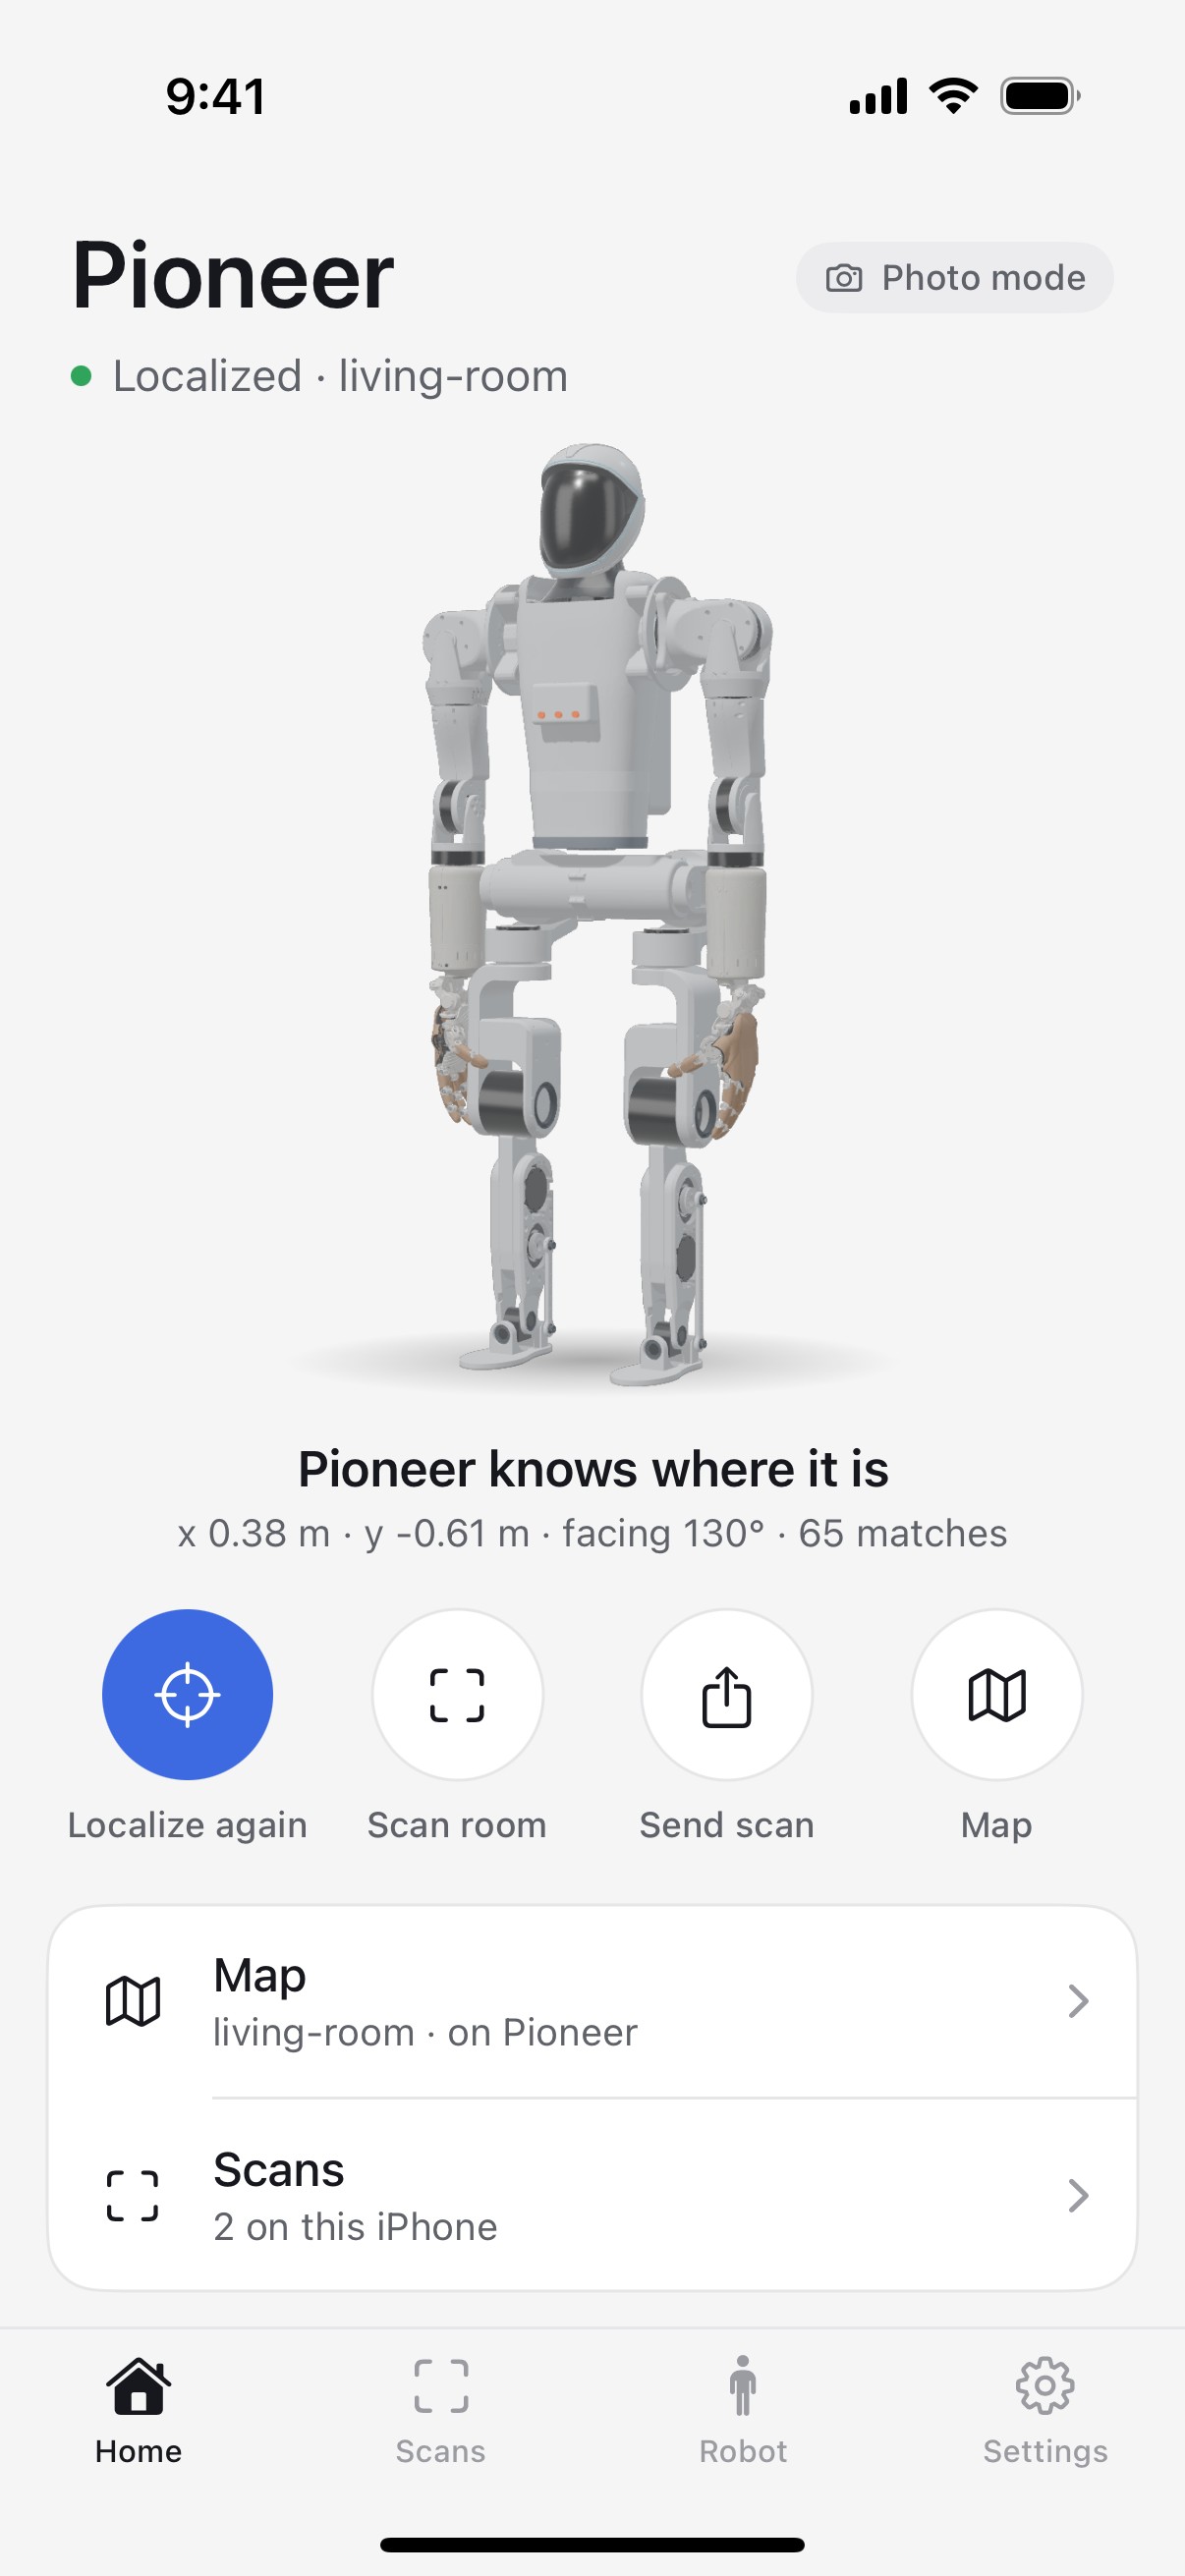 9:41
Pioneer
Photo mode
Localized · living-room
Pioneer knows where it is
x 0.38 m · y -0.61 m · facing 130° · 65 matches
Localize again
Scan room
Send scan
Map
Map
living-room · on Pioneer
Scans
2 on this iPhone
Home
Scans
Robot
Settings